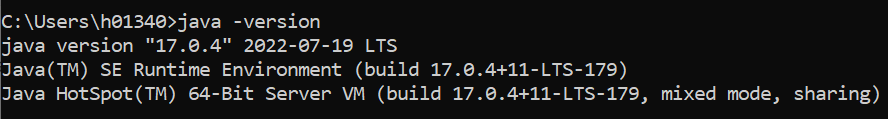 C:\Users\h01340>java -version
java version "17.0.4" 2022-07-19 LTS
Java(TM) SE Runtime Environment (build 17.0.4+11-LTS-179)
Java HotSpot(TM) 64-Bit Server VM (build 17.0.4+11-LTS-179, mixed mode, sharing)